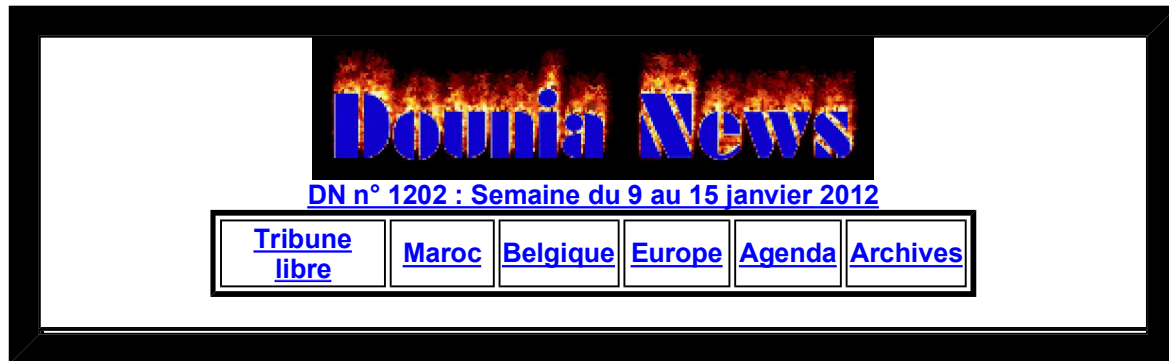 Dounia News
DN n° 1202 : Semaine du 9 au 15 janvier 2012
Tribune
libre
Maroc
Belgique
Europe
Agenda
Archives